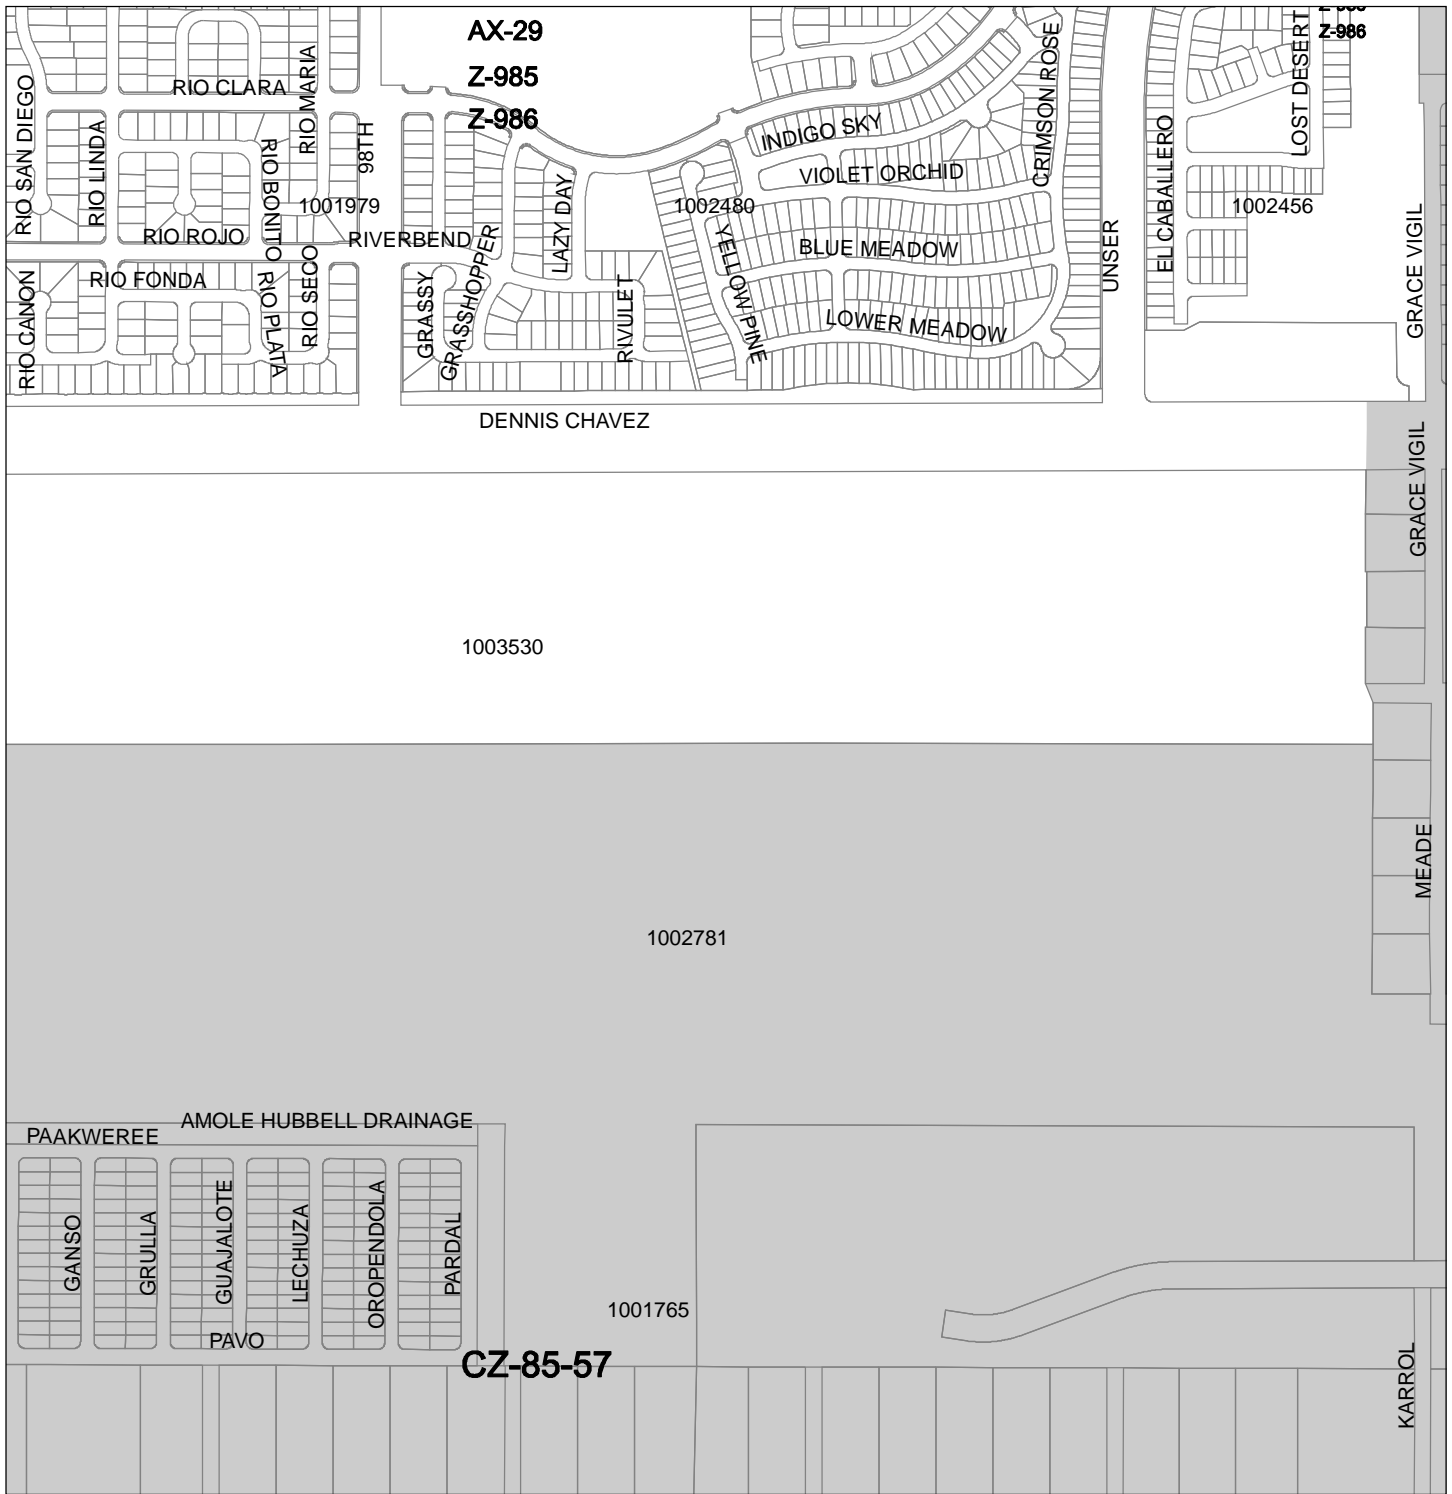 AX-29
Z-985
Z-986
Z-986
RIO CLARA
RIO MARIA
RIO SAN DIEGO
RIO LINDA
RIO BONITO
98TH
1001979
RIO ROJO
RIVERBEND
GRASSHOPPER
LAZY DAY
1002480
INDIGO SKY
VIOLET ORCHID
CRIMSON ROSE
BLUE MEADOW
YELLOW PINE
LOWER MEADOW
UNSER
EL CABALLERO
LOST DESERT
1002456
GRACE VIGIL
RIO CANON
RIO FONDA
RIO PLATA
RIO SECO
GRASSY
RIVULET
DENNIS CHAVEZ
GRACE VIGIL
1003530
MEADE
1002781
AMOLE HUBBELL DRAINAGE
PAAKWEREE
GANSO
GRULLA
GUAJALOTE
LECHUZA
OROPENDOLA
PARDAL
PAVO
1001765
CZ-85-57
KARROL